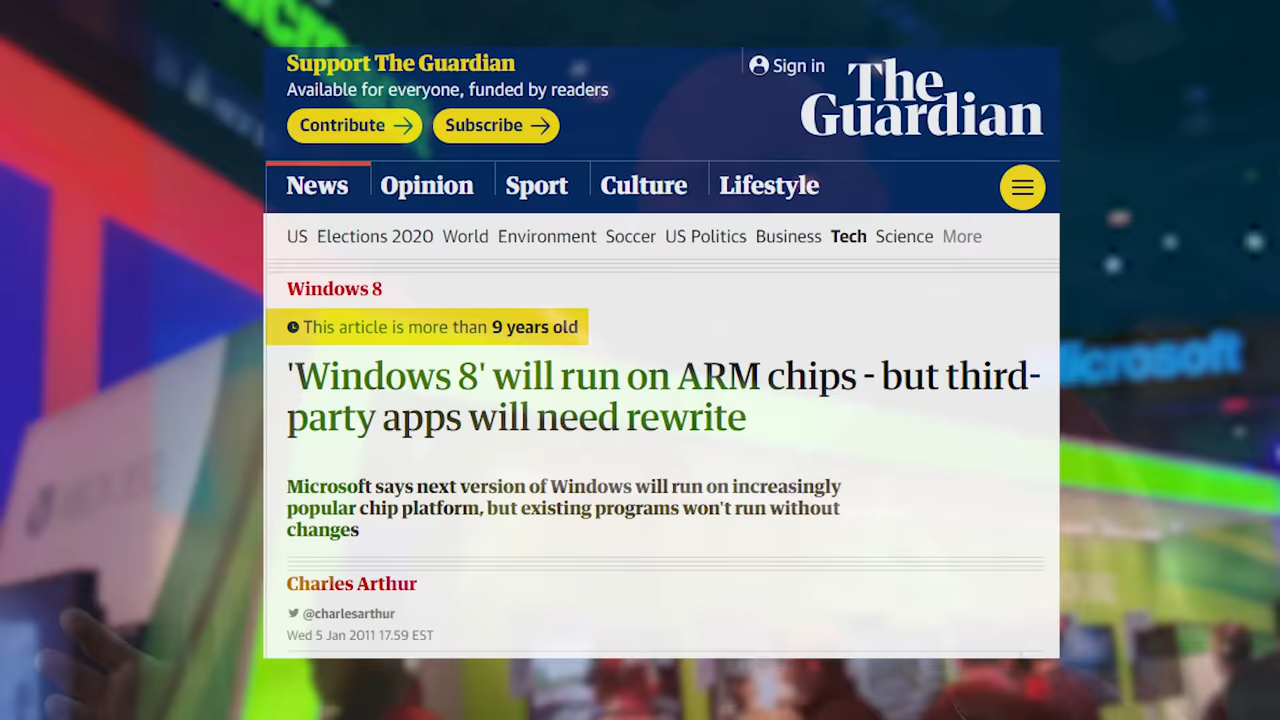 Support The Guardian
Available for everyone, funded by readers
Contribute → Subscribe →
Sign in
The
Guardian
News Opinion Sport Culture Lifestyle
US Elections 2020 World Environment Soccer US Politics Business Tech Science More
Windows 8
This article is more than 9 years old
'Windows 8' will run on ARM chips - but third-
party apps will need rewrite
Microsoft says next version of Windows will run on increasingly
popular chip platform, but existing programs won't run without
changes
Charles Arthur
@charlesarthur
Wed 5 Jan 2011 17.59 EST
Microsoft